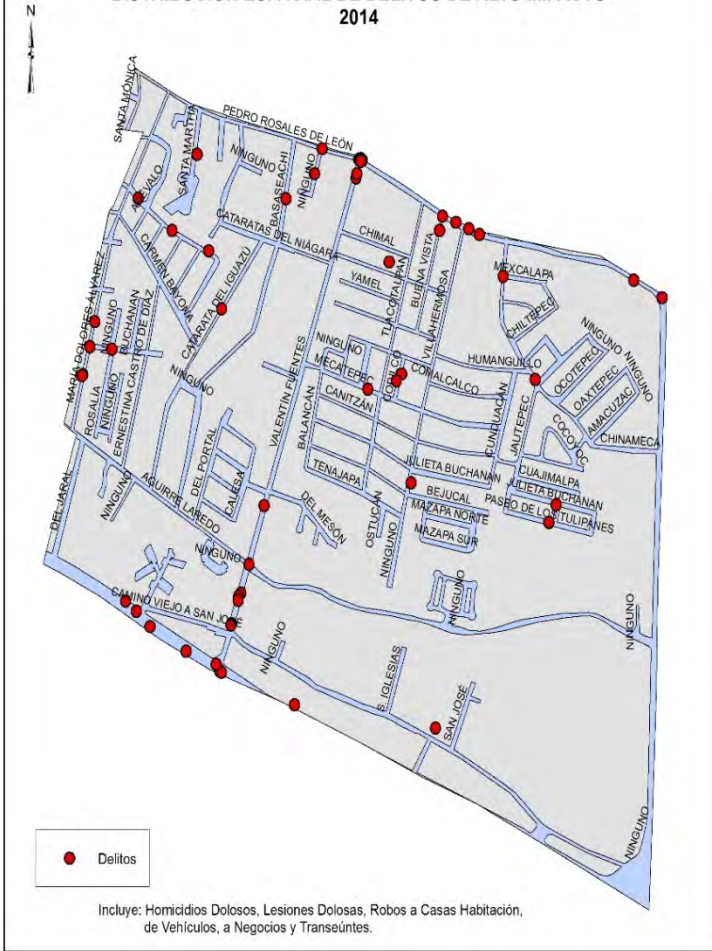 2014
N
SANTA MÓNICA
PEDRO ROSALES DE LEÓN
SANTA MARTHA
NINGUNO
BASASEACHI
NINGUNO
CATARATAS DEL NIÁGARA
CHIMAL
YAMEL
TLACOTALPAN
BUENA VISTA
VILLAHERMOSA
MEXCALAPA
CHILTEPEC
CARMEN BAYONA
CATARATA DEL IGUAZÚ
MARÍA DOLORES ÁLVAREZ
NINGUNO
BUCHANAN
ERNESTINA CASTRO DE DÍAZ
ROSALÍA
NINGUNO
NINGUNO
VALENTÍN FUENTES
NINGUNO
MECATEPEC
CANITZÁN
COMALCALCO
HUMANGUILLO
NINGUNO
NINGUNO
OCOTEPEC
OAXTEPEC
AMACUZAC
COCOYOC
CHINAMECA
BALANCÁN
CUNDUACÁN
JAUTEPEC
TENAJAPA
JULIETA BUCHANAN
CUAJIMALPA
JULIETA BUCHANAN
PASEO DE LOS TULIPANES
BEJUCAL
MAZAPA NORTE
MAZAPA SUR
OSTUCÁN
NINGUNO
DEL PORTAL
CALESA
DEL MESÓN
AGUIRRE LAREDO
NINGUNO
DEL JARAL
NINGUNO
CAMINO VIEJO A SAN JOSÉ
NINGUNO
NINGUNO
NINGUNO
S. IGLESIAS
SAN JOSÉ
NINGUNO
Delitos
Incluye: Homicidios Dolosos, Lesiones Dolosas, Robos a Casas Habitación,
de Vehículos, a Negocios y Transeúntes.